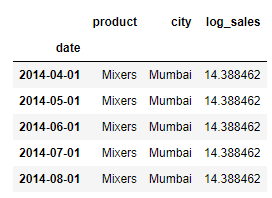 product city log_sales
date
2014-04-01 Mixers Mumbai 14.388462
2014-05-01 Mixers Mumbai 14.388462
2014-06-01 Mixers Mumbai 14.388462
2014-07-01 Mixers Mumbai 14.388462
2014-08-01 Mixers Mumbai 14.388462